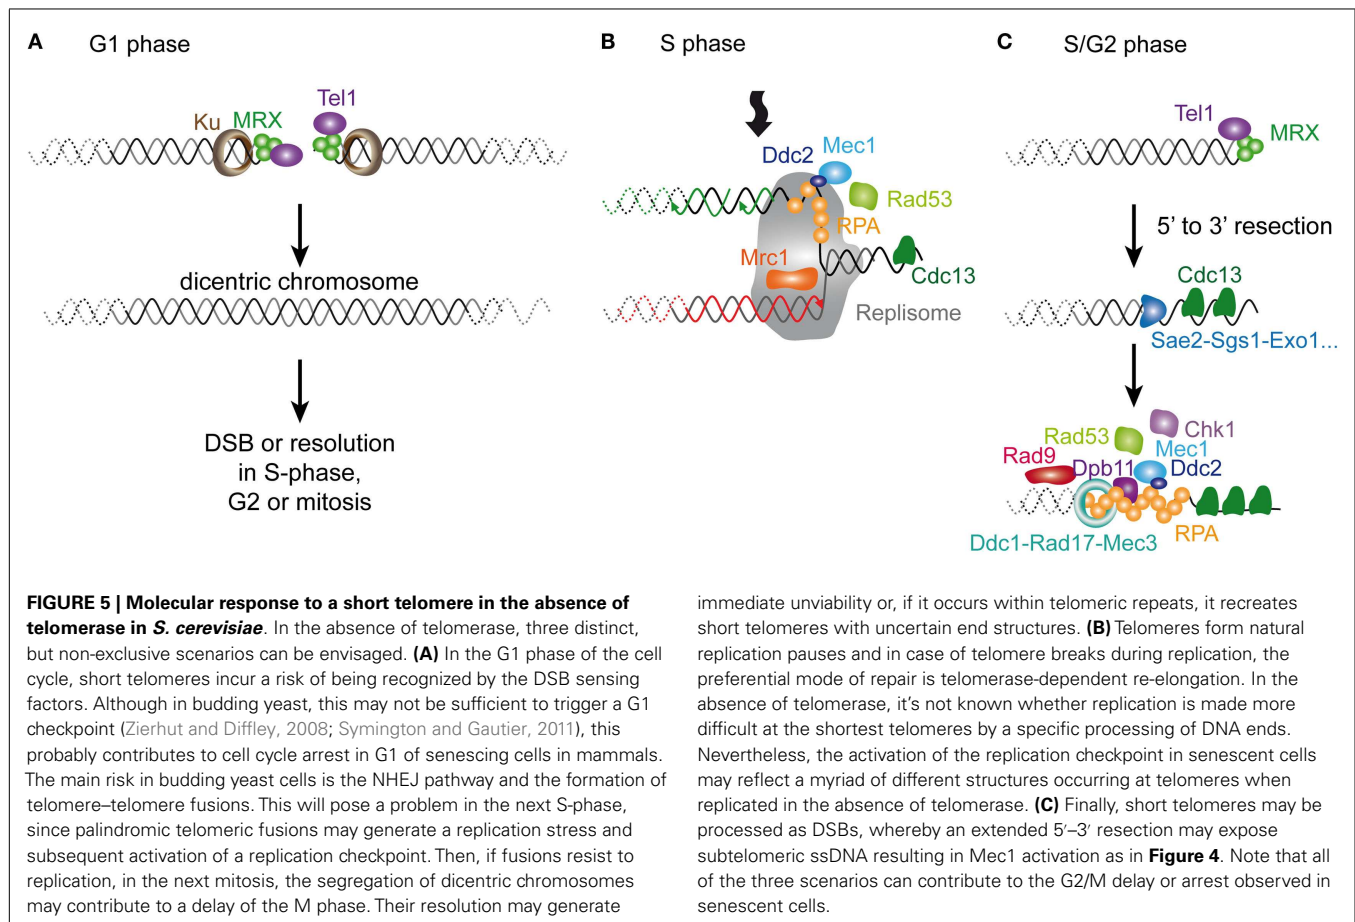 A G1 phase
Tel1
Ku MRX
dicentric chromosome
DSB or resolution
in S-phase,
G2 or mitosis
B S phase
Ddc2 Mec1
Rad53
RPA
Mrc1
Cdc13
Replisome
C S/G2 phase
Tel1
MRX
5’ to 3’ resection
Cdc13
Sae2-Sgs1-Exo1...
Chk1
Rad53
Mec1
Rad9
Dpb11 Ddc2
RPA
Ddc1-Rad17-Mec3
FIGURE 5 | Molecular response to a short telomere in the absence of
telomerase in S. cerevisiae. In the absence of telomerase, three distinct,
but non-exclusive scenarios can be envisaged. (A) In the G1 phase of the cell
cycle, short telomeres incur a risk of being recognized by the DSB sensing
factors. Although in budding yeast, this may not be sufficient to trigger a G1
checkpoint (Zierhut and Diffley, 2008; Symington and Gautier, 2011), this
probably contributes to cell cycle arrest in G1 of senescing cells in mammals.
The main risk in budding yeast cells is the NHEJ pathway and the formation of
telomere–telomere fusions. This will pose a problem in the next S-phase,
since palindromic telomeric fusions may generate a replication stress and
subsequent activation of a replication checkpoint. Then, if fusions resist to
replication, in the next mitosis, the segregation of dicentric chromosomes
may contribute to a delay of the M phase. Their resolution may generate
immediate unviability or, if it occurs within telomeric repeats, it recreates
short telomeres with uncertain end structures. (B) Telomeres form natural
replication pauses and in case of telomere breaks during replication, the
preferential mode of repair is telomerase-dependent re-elongation. In the
absence of telomerase, it’s not known whether replication is made more
difficult at the shortest telomeres by a specific processing of DNA ends.
Nevertheless, the activation of the replication checkpoint in senescent cells
may reflect a myriad of different structures occurring at telomeres when
replicated in the absence of telomerase. (C) Finally, short telomeres may be
processed as DSBs, whereby an extended 5′–3′ resection may expose
subtelomeric ssDNA resulting in Mec1 activation as in Figure 4. Note that all
of the three scenarios can contribute to the G2/M delay or arrest observed in
senescent cells.